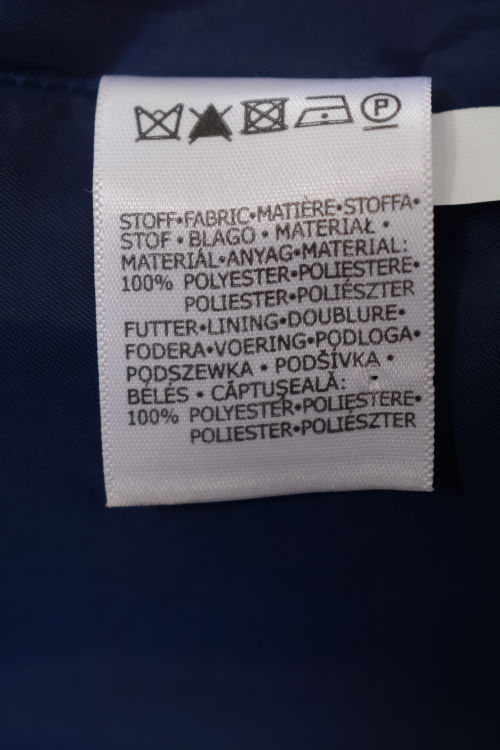 P
STOFF•FABRIC•MATIÈRE•STOFFA•
STOF • BLAGO • MATERIAŁ •
MATERIÁL•ANYAG•MATERIAL:
100% POLYESTER•POLIESTERE•
POLIESTER•POLIÉSZTER
FUTTER•LINING•DOUBLURE•
FODERA•VOERING•PODLOGA•
PODSZEWKA • PODŠÍVKA •
BÉLÉS • CĂPTUŞEALĂ:
100% POLYESTER•POLIESTERE•
POLIESTER•POLIÉSZTER